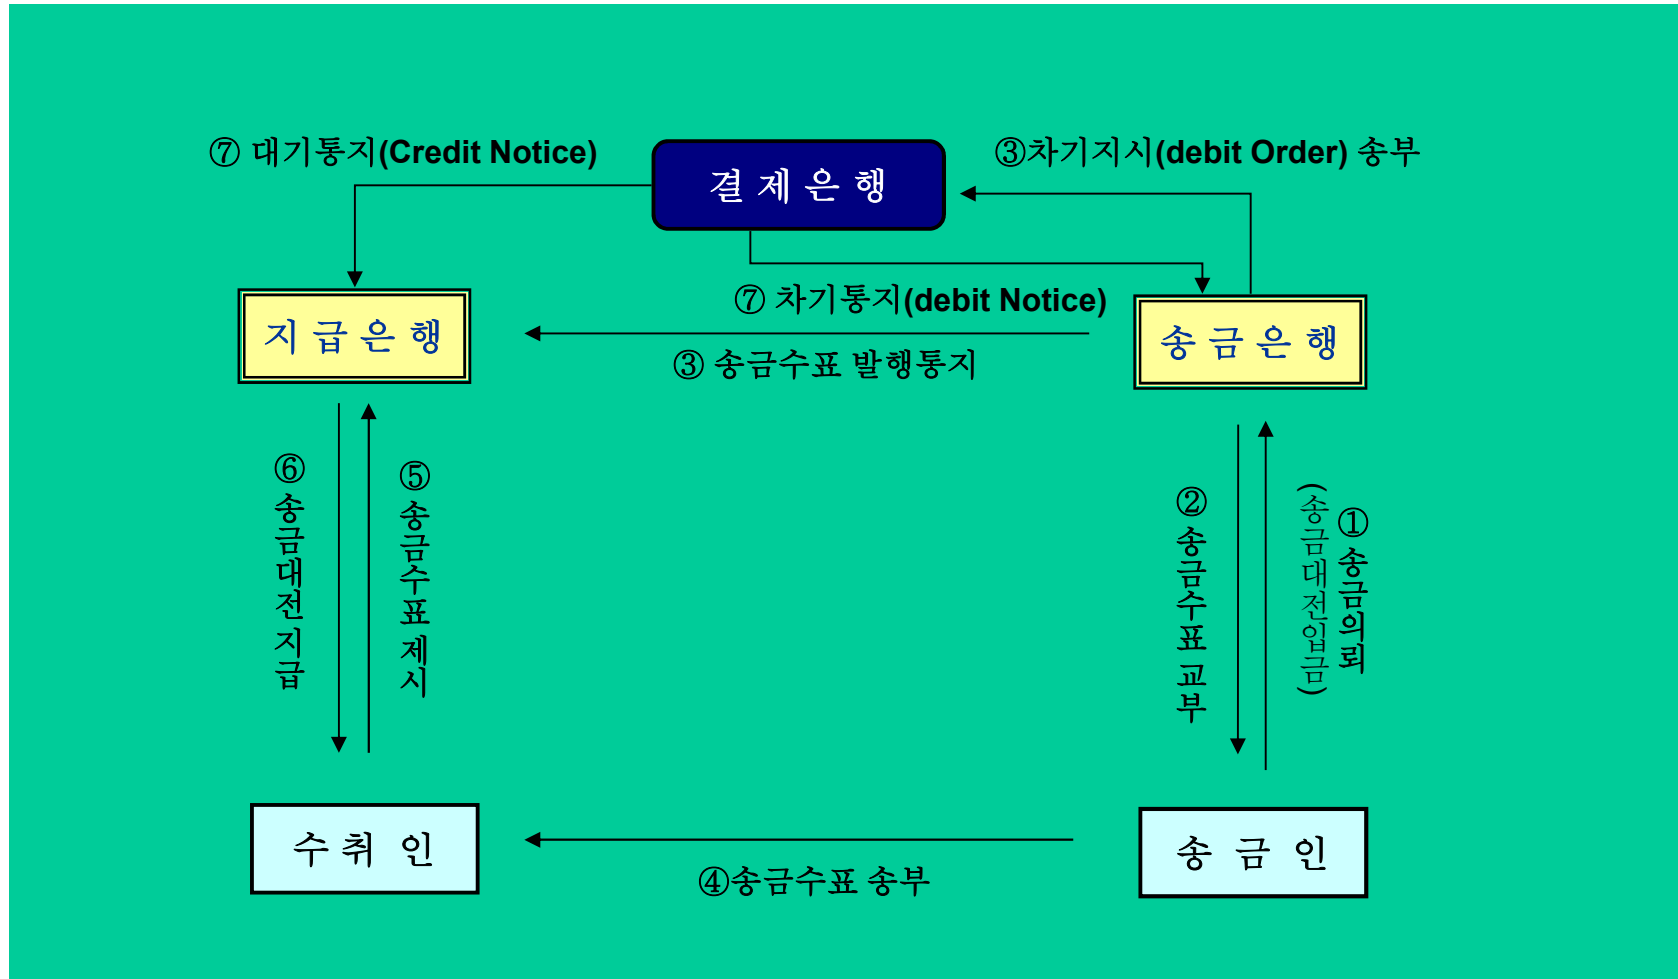 ⑦ 대기통지(Credit Notice)
③차기지시(debit Order) 송부
결 제 은 행
지 급 은 행
⑦ 차기통지(debit Notice)
송 금 은 행
③ 송금수표 발행통지
⑥ 송금대전 지급
⑤ 송금수표 제시
② 송금수표 교부
(송금대전입금)
① 송금의뢰
수 취 인
④송금수표 송부
송 금 인